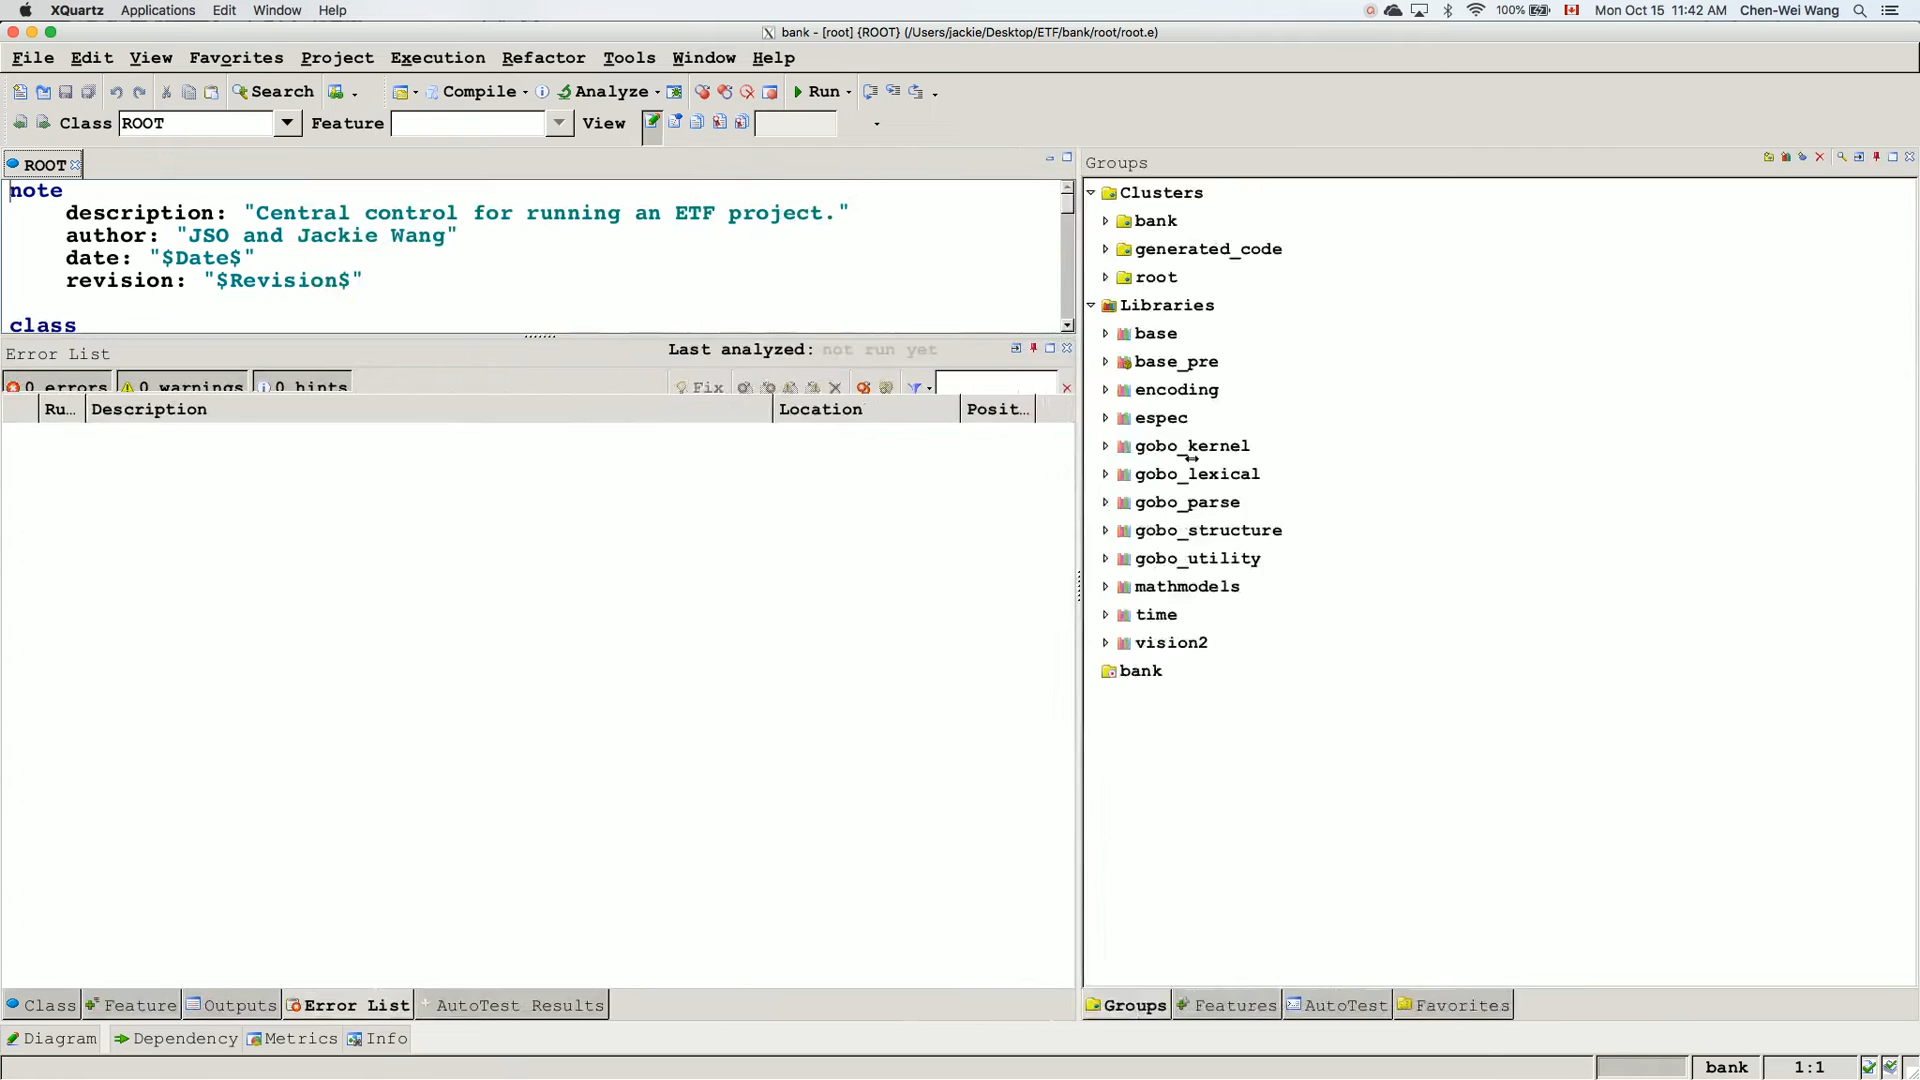 XQuartz Applications Edit Window Help 100% Mon Oct 15 11:42 AM Chen-Wei Wang
bank - [root] {ROOT} (/Users/jackie/Desktop/ETF/bank/root/root.e)
File Edit View Favorites Project Execution Refactor Tools Window Help
Search Compile Analyze Run
Class ROOT Feature View
ROOT
note
description: "Central control for running an ETF project."
author: "JSO and Jackie Wang"
date: "$Date$"
revision: "$Revision$"
class
Error List Last analyzed: not run yet
0 errors 0 warnings 0 hints Fix
Ru... Description Location Posit...
Groups
Clusters
bank
generated_code
root
Libraries
base
base_pre
encoding
espec
gobo_kernel
gobo_lexical
gobo_parse
gobo_structure
gobo_utility
mathmodels
time
vision2
bank
Class Feature Outputs Error List AutoTest Results
Groups Features AutoTest Favorites
Diagram Dependency Metrics Info
bank 1:1